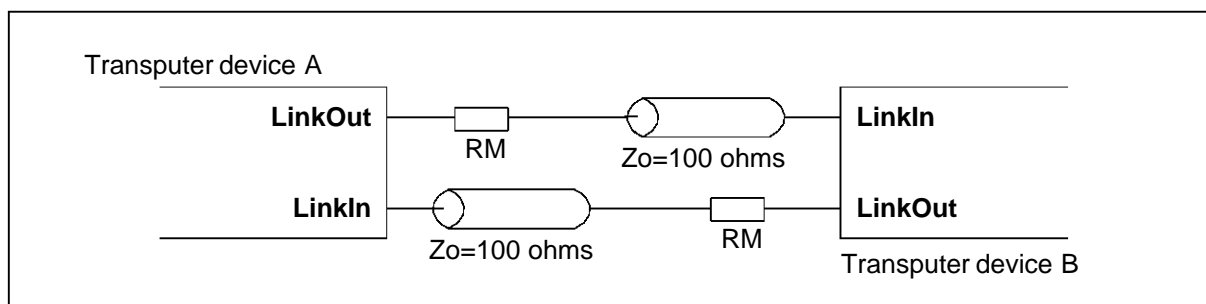 Transputer device A
LinkOut
RM
Zo=100 ohms
LinkIn
LinkIn
Zo=100 ohms
RM
LinkOut
Transputer device B